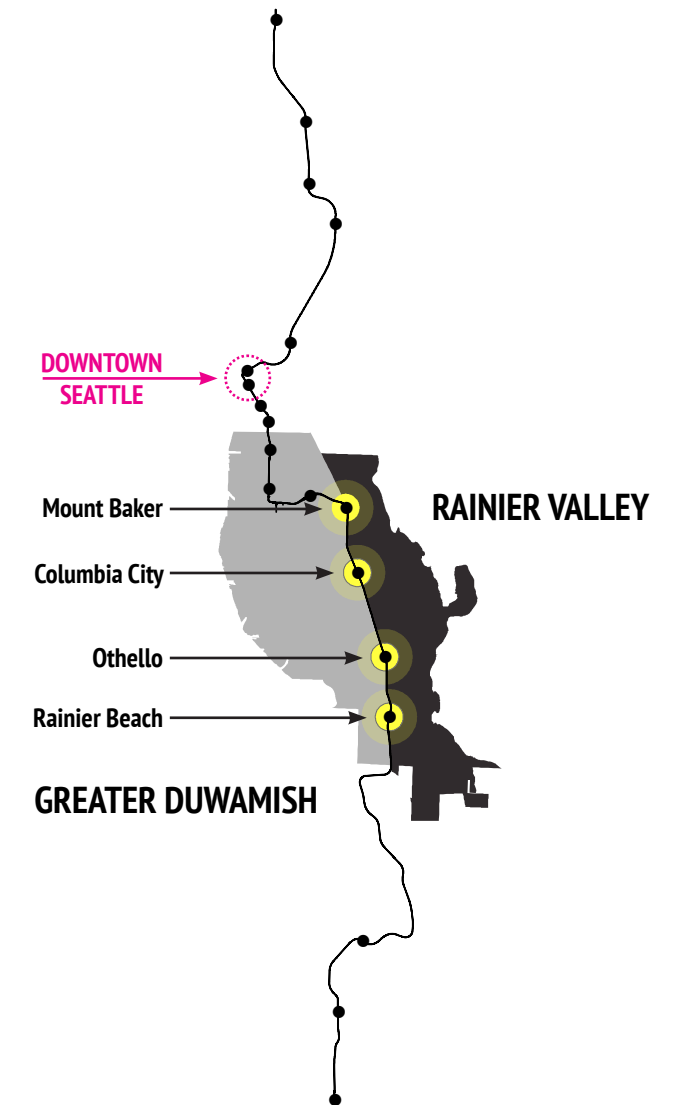 DOWNTOWN
SEATTLE
Mount Baker
RAINIER VALLEY
Columbia City
Othello
Rainier Beach
GREATER DUWAMISH